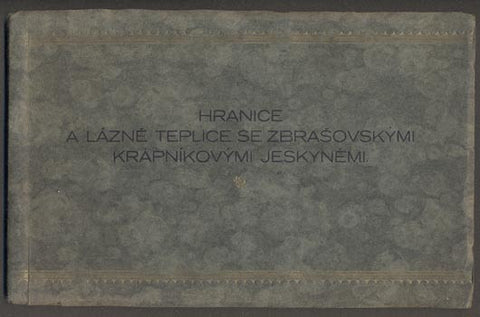 HRANICE
A LÁZNĚ TEPLICE SE ZBRAŠOVSKÝMI
KRÁPNÍKOVÝMI JESKYNĚMI.